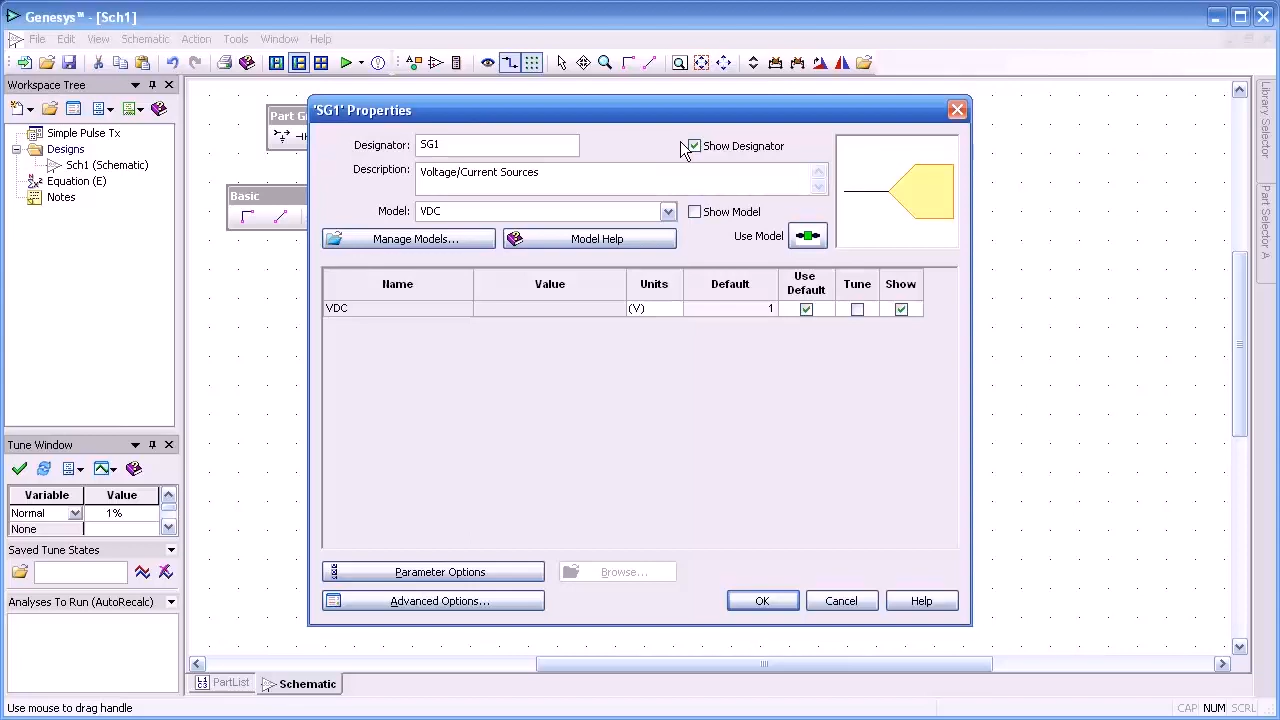 Genesys™ - [Sch1]
File Edit View Schematic Action Tools Window Help
Workspace Tree
Simple Pulse Tx
Designs
Sch1 (Schematic)
Equation (E)
Notes
Part G
Basic
'SG1' Properties
Designator: SG1 Show Designator
Description: Voltage/Current Sources
Model: VDC Show Model
Manage Models... Model Help Use Model
Name Value Units Default Use Default Tune Show
VDC (V) 1
Parameter Options Browse...
Advanced Options... OK Cancel Help
Tune Window
Variable Value
Normal 1%
None
Saved Tune States
Analyses To Run (AutoRecalc)
PartList Schematic
Library Selector
Part Selector A
Use mouse to drag handle CAP NUM SCRL